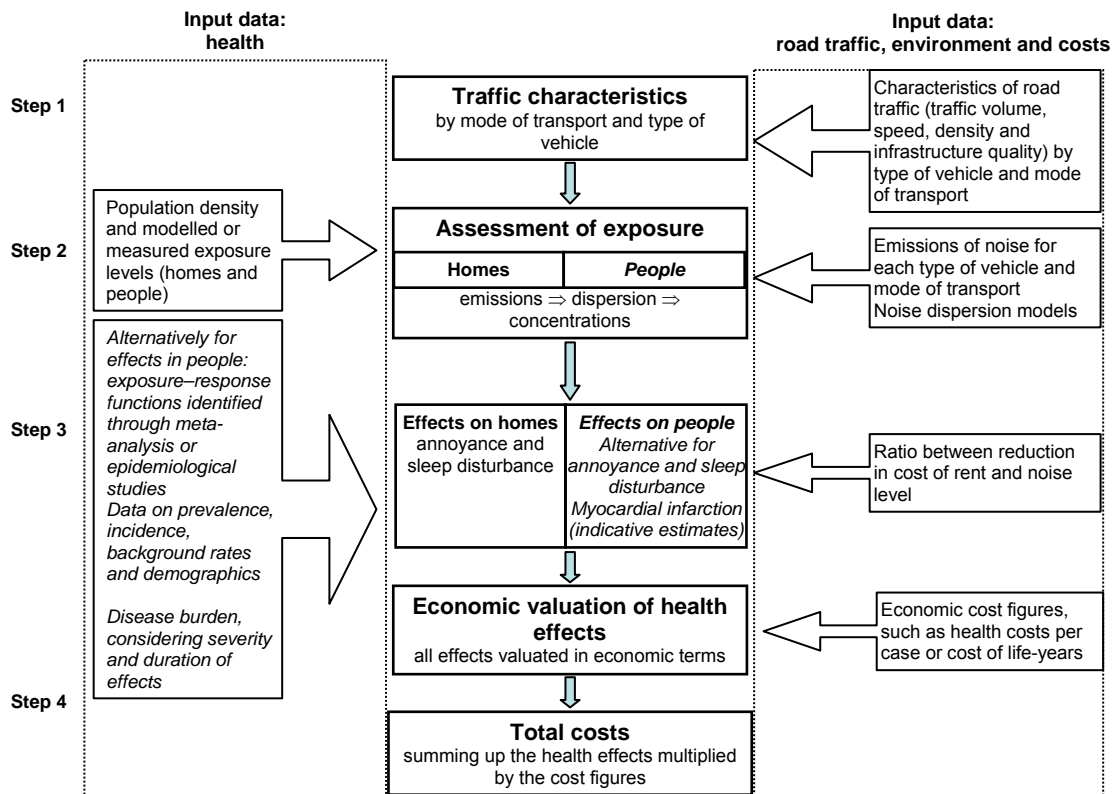 Input data:
health
Input data:
road traffic, environment and costs
Step 1
Traffic characteristics
by mode of transport and type of
vehicle
Characteristics of road
traffic (traffic volume,
speed, density and
infrastructure quality) by
type of vehicle and mode
of transport
Step 2
Population density
and modelled or
measured exposure
levels (homes and
people)
Assessment of exposure
Homes
People
emissions ⇒ dispersion ⇒
concentrations
Emissions of noise for
each type of vehicle and
mode of transport
Noise dispersion models
Step 3
Alternatively for
effects in people:
exposure–response
functions identified
through meta-
analysis or
epidemiological
studies
Data on prevalence,
incidence,
background rates
and demographics
Disease burden,
considering severity
and duration of
effects
Effects on homes
annoyance and
sleep disturbance
Effects on people
Alternative for
annoyance and sleep
disturbance
Myocardial infarction
(indicative estimates)
Ratio between reduction
in cost of rent and noise
level
Economic valuation of health
effects
all effects valuated in economic terms
Economic cost figures,
such as health costs per
case or cost of life-years
Step 4
Total costs
summing up the health effects multiplied
by the cost figures